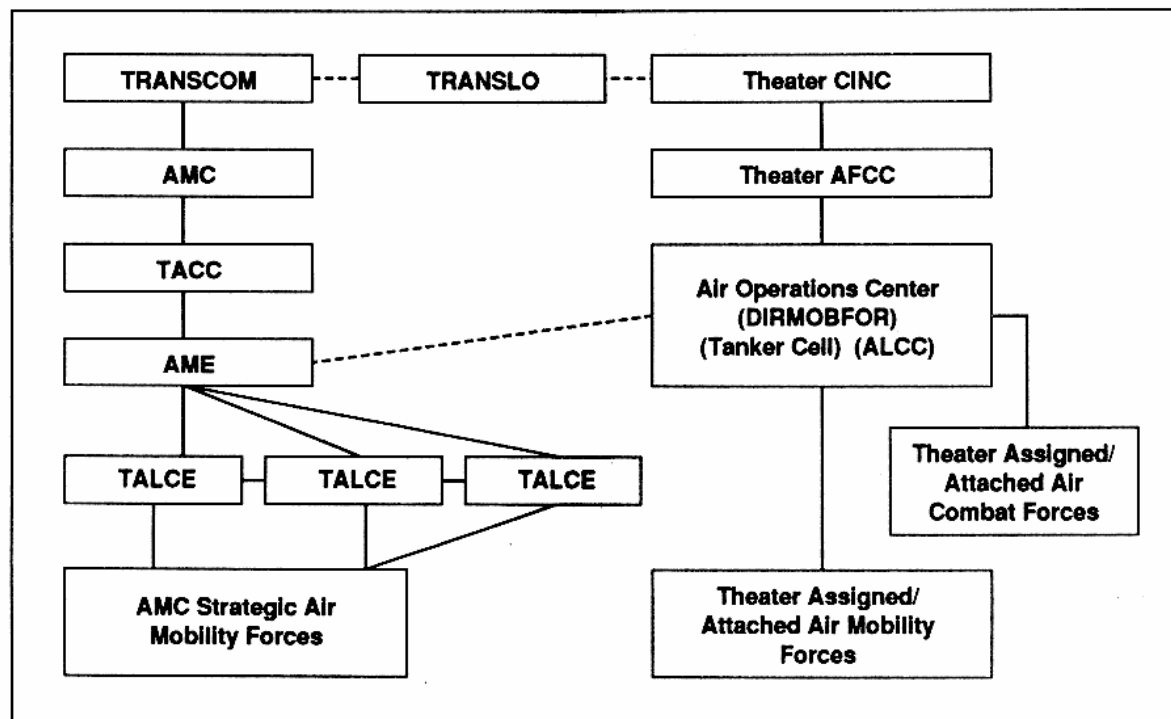 TRANSCOM
TRANSLO
Theater CINC
AMC
Theater AFCC
TACC
Air Operations Center
(DIRMOBFOR)
(Tanker Cell) (ALCC)
AME
TALCE
TALCE
TALCE
Theater Assigned/
Attached Air
Combat Forces
AMC Strategic Air
Mobility Forces
Theater Assigned/
Attached Air Mobility
Forces